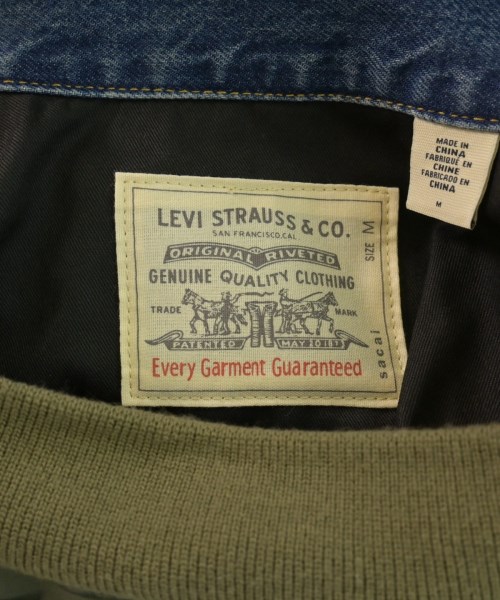 LEVI STRAUSS & CO.
SAN FRANCISCO, CAL.
ORIGINAL RIVETED
GENUINE QUALITY CLOTHING
TRADE MARK
PATENTED MAY 20 1873
Every Garment Guaranteed
SIZE M
sacai
MADE IN
CHINA
FABRIQUÉ EN
CHINE
FABRICADO EN
CHINA
M